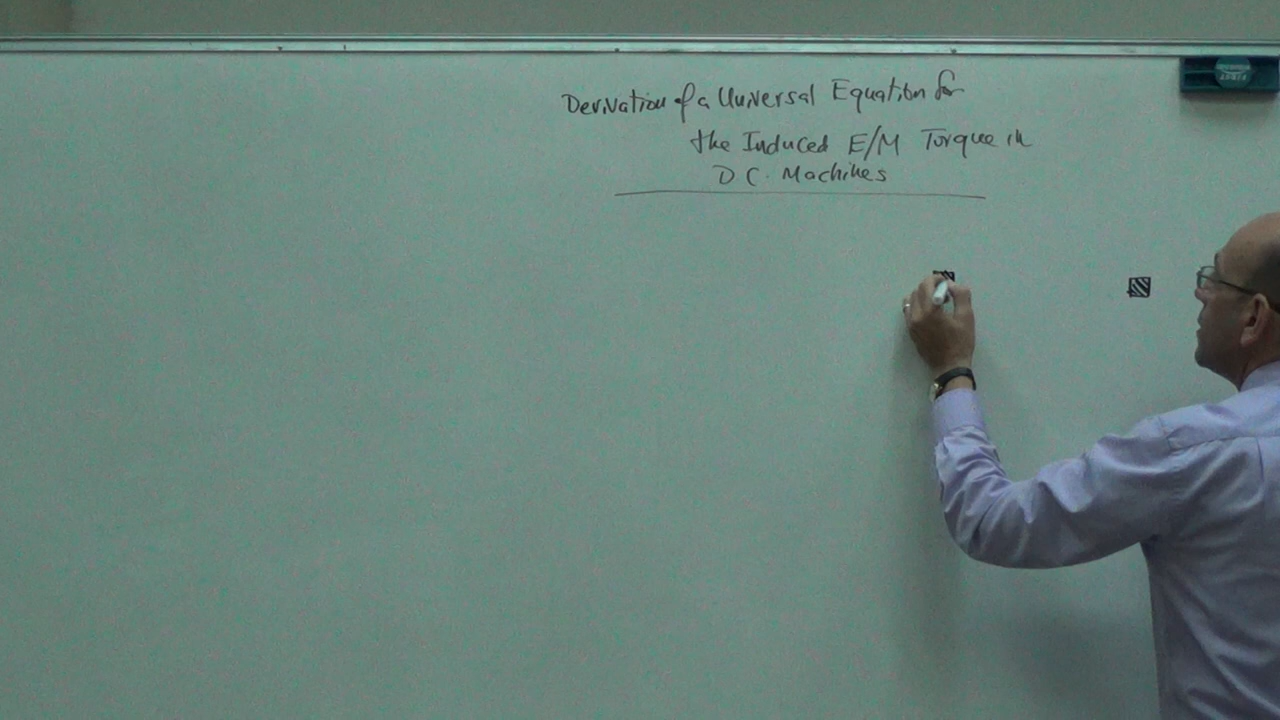 Derivation of a Universal Equation for
the Induced E/M Torque in
D C. Machines